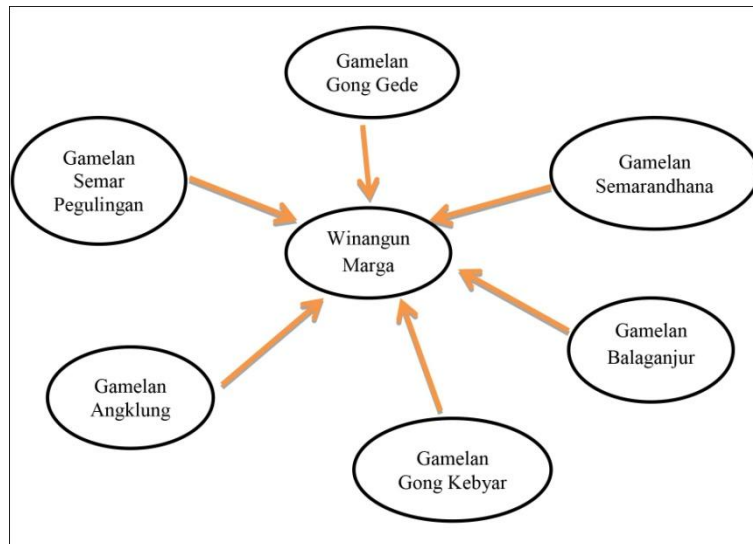 Gamelan
Gong Gede
Gamelan
Semar
Pegulingan
Gamelan
Semarandhana
Winangun
Marga
Gamelan
Balaganjur
Gamelan
Angklung
Gamelan
Gong Kebyar